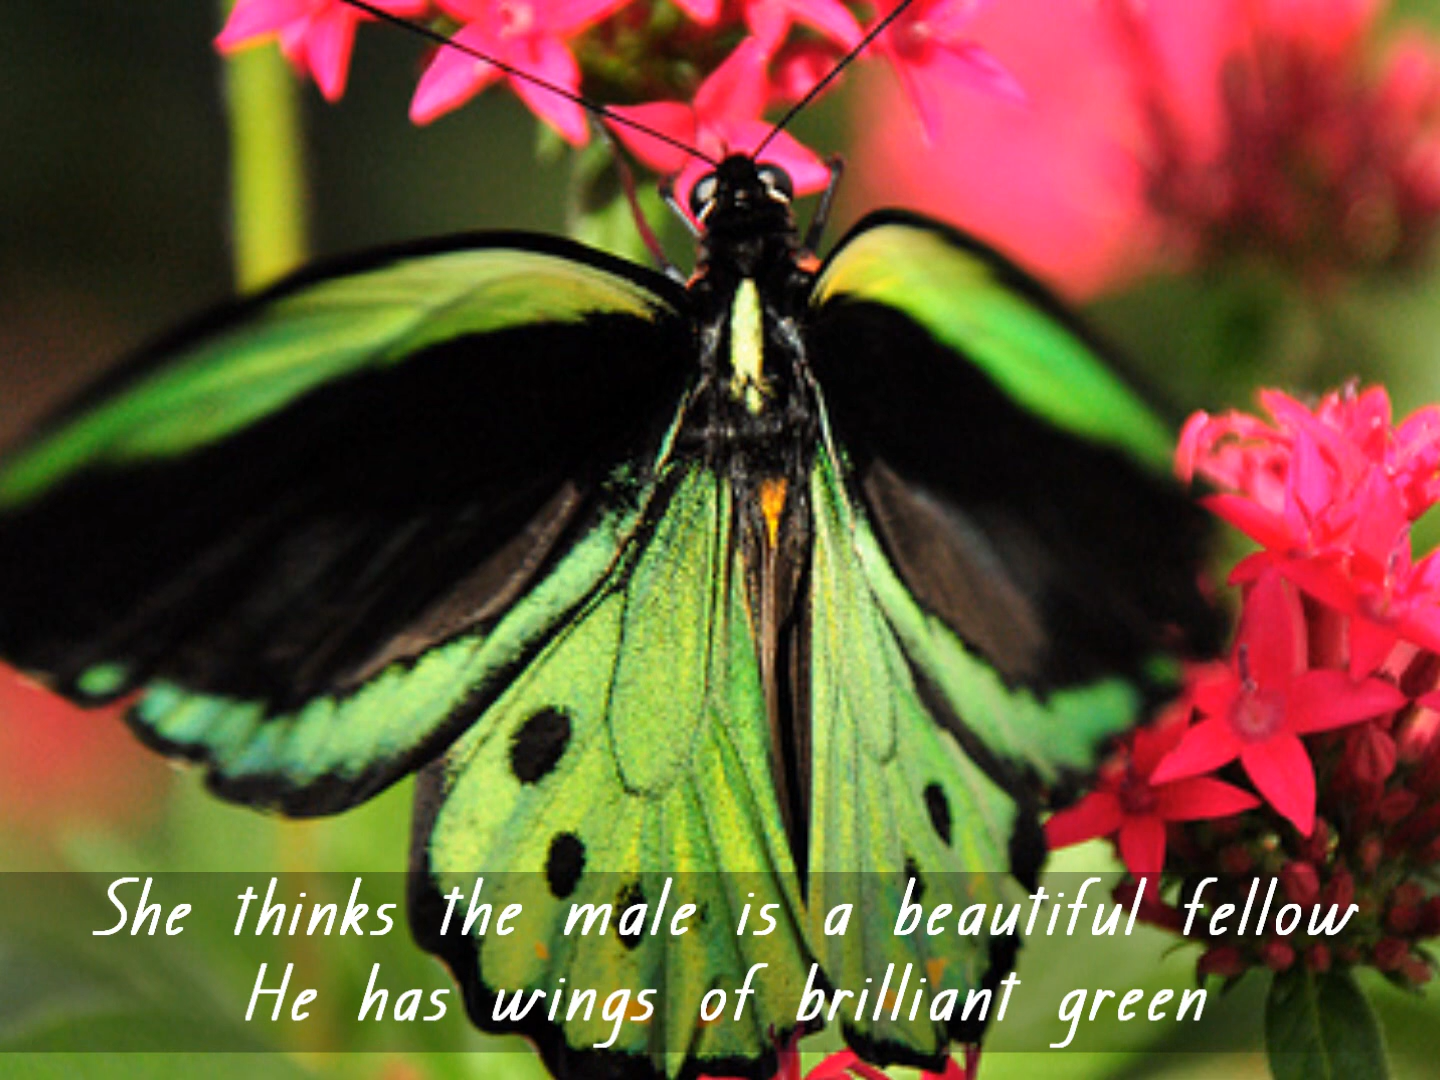 She thinks the male is a beautiful fellow
He has wings of brilliant green